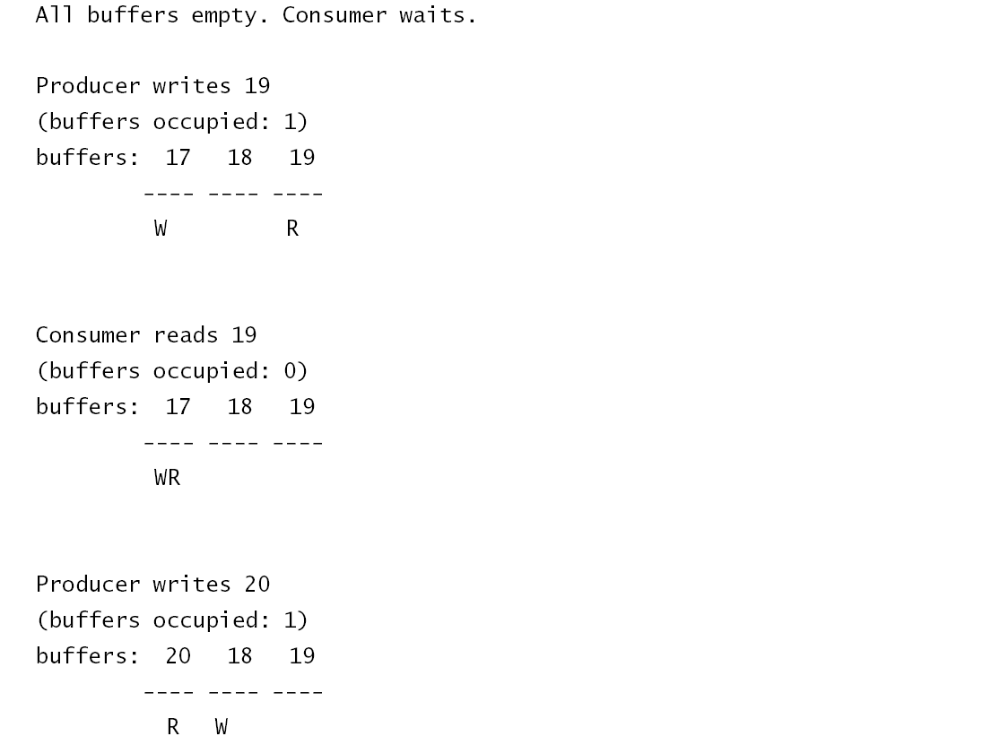 All buffers empty. Consumer waits.
Producer writes 19
(buffers occupied: 1)
buffers:  17   18   19
         ---- ---- ----
          W         R
Consumer reads 19
(buffers occupied: 0)
buffers:  17   18   19
         ---- ---- ----
          WR
Producer writes 20
(buffers occupied: 1)
buffers:  20   18   19
         ---- ---- ----
           R   W